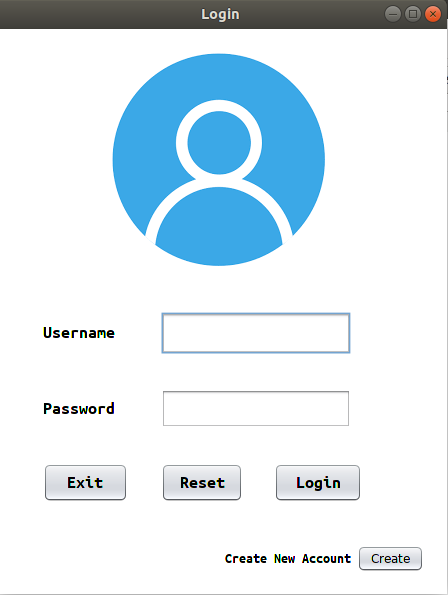 Login
Username
Password
Exit Reset Login
Create New Account Create